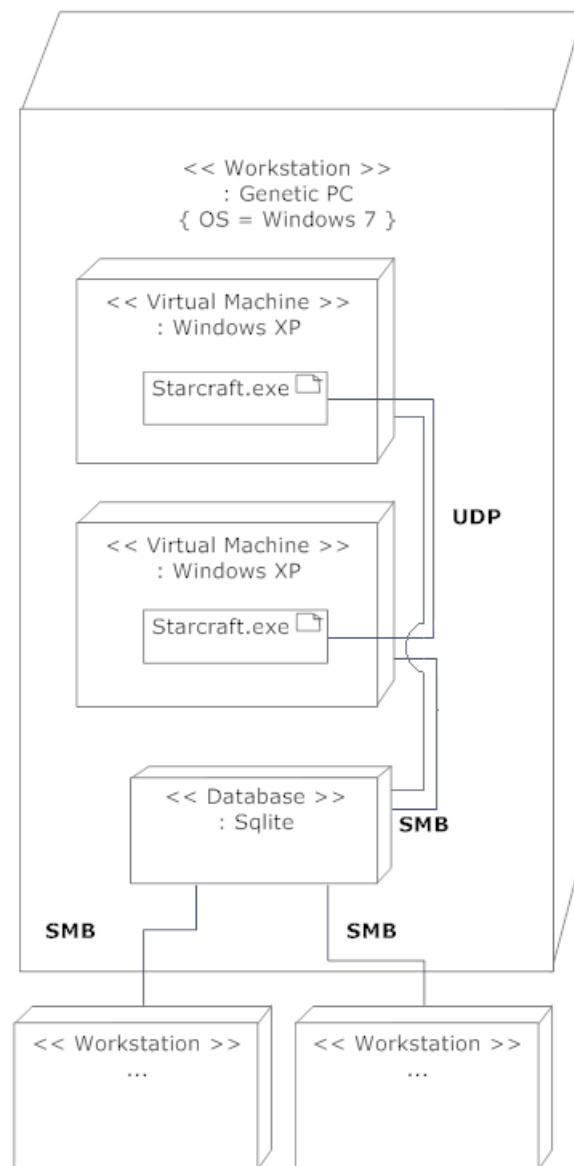 << Workstation >>
: Genetic PC
{ OS = Windows 7 }
<< Virtual Machine >>
: Windows XP
Starcraft.exe
UDP
<< Virtual Machine >>
: Windows XP
Starcraft.exe
<< Database >>
: Sqlite
SMB
SMB
SMB
<< Workstation >>
...
<< Workstation >>
...